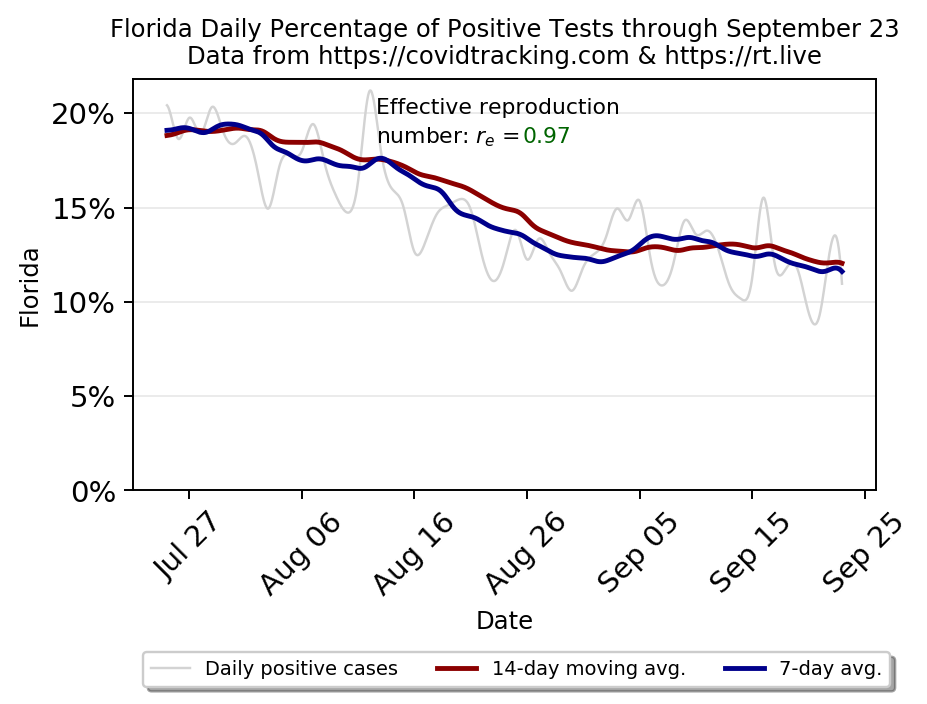 Florida Daily Percentage of Positive Tests through September 23
Data from https://covidtracking.com & https://rt.live
Effective reproduction
number: rₑ = 0.97
20%
15%
10%
5%
0%
Florida
Jul 27
Aug 06
Aug 16
Aug 26
Sep 05
Sep 15
Sep 25
Date
Daily positive cases
14-day moving avg.
7-day avg.